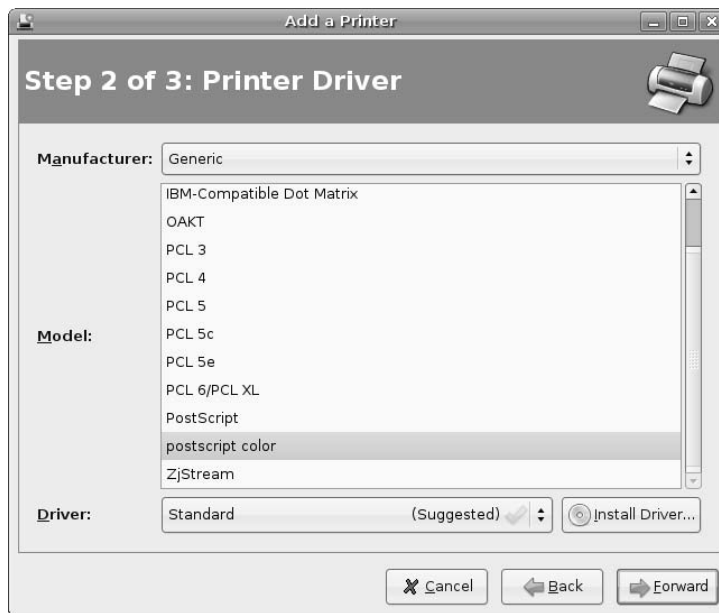 Add a Printer
Step 2 of 3: Printer Driver
Manufacturer: Generic
IBM-Compatible Dot Matrix
OAKT
PCL 3
PCL 4
PCL 5
Model:
PCL 5c
PCL 5e
PCL 6/PCL XL
PostScript
postscript color
ZjStream
Driver: Standard (Suggested) Install Driver...
Cancel Back Forward